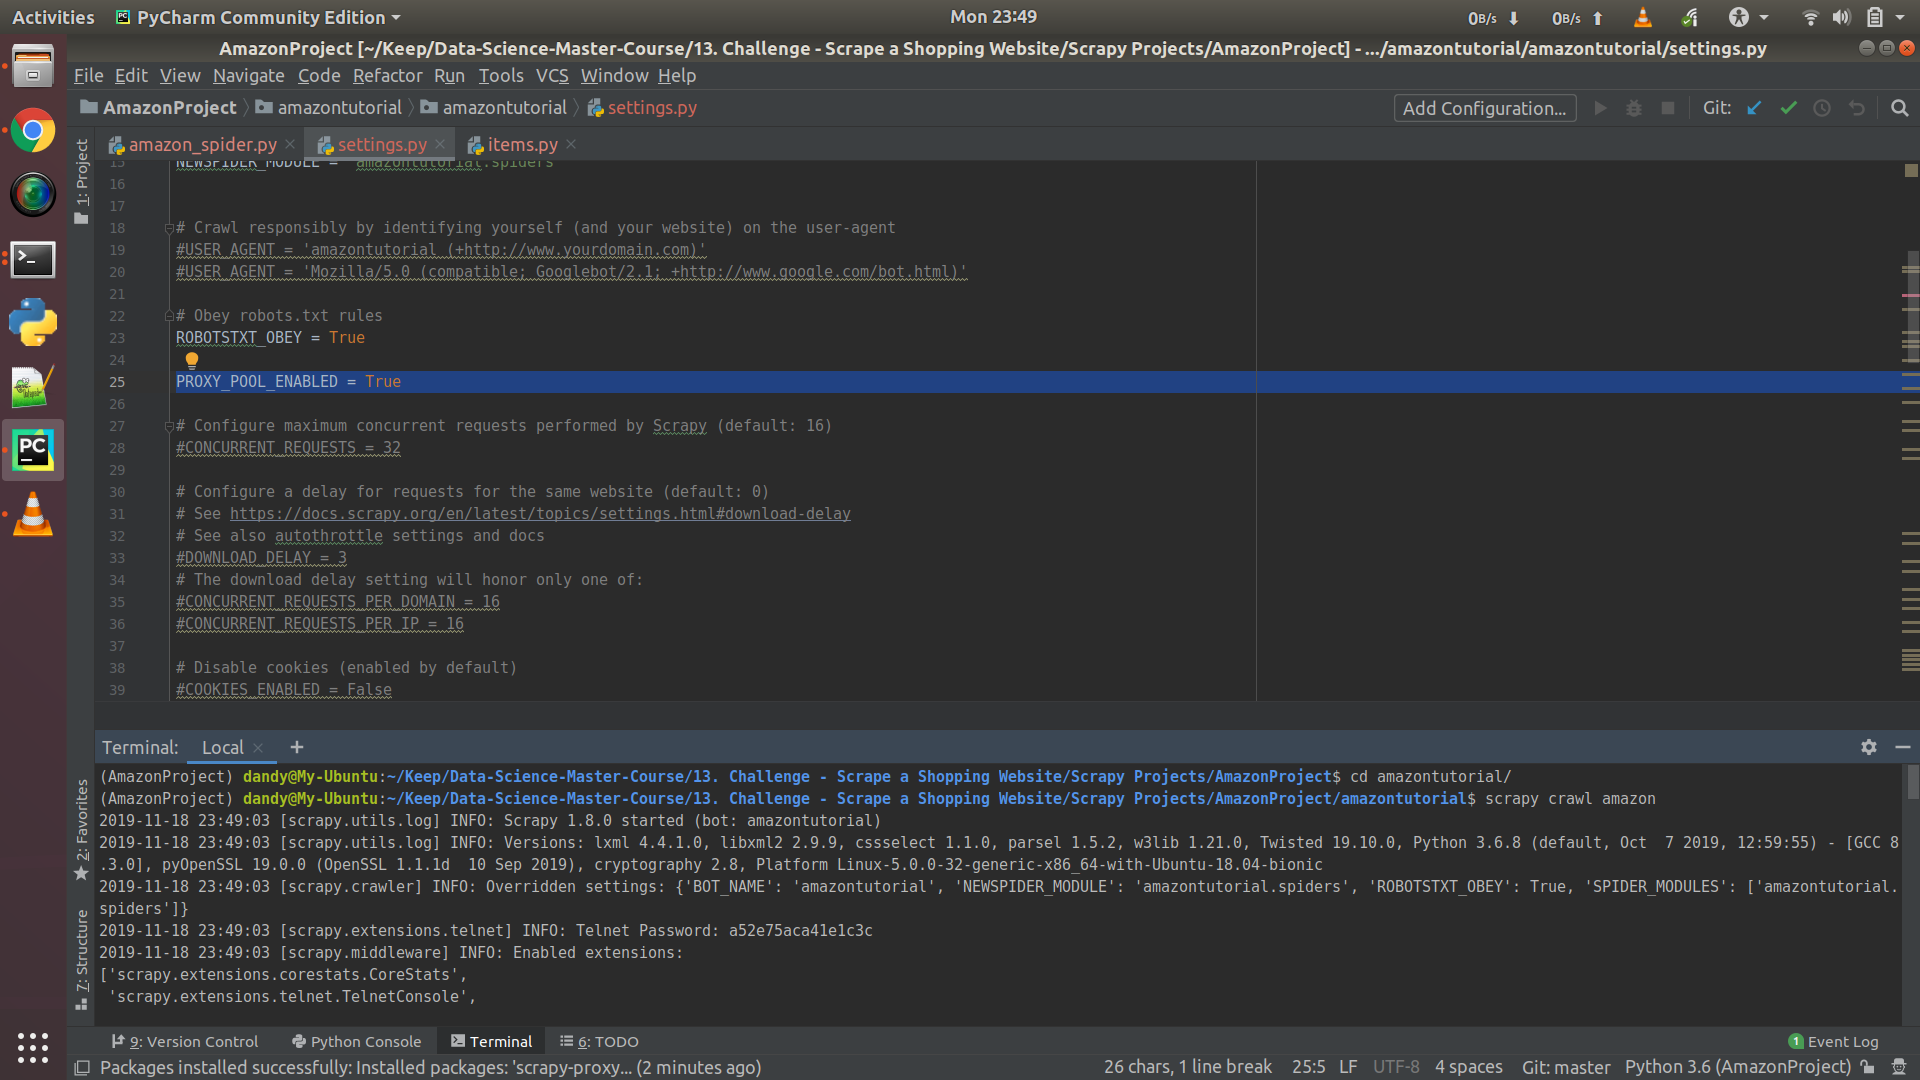 Activities PyCharm Community Edition Mon 23:49 0B/s 0B/s
AmazonProject [~/Keep/Data-Science-Master-Course/13. Challenge - Scrape a Shopping Website/Scrapy Projects/AmazonProject] - .../amazontutorial/amazontutorial/settings.py
File Edit View Navigate Code Refactor Run Tools VCS Window Help
AmazonProject amazontutorial amazontutorial settings.py Add Configuration... Git:
amazon_spider.py settings.py items.py
1: Project
15 NEWSPIDER_MODULE = 'amazontutorial.spiders'
16
17
18 # Crawl responsibly by identifying yourself (and your website) on the user-agent
19 #USER_AGENT = 'amazontutorial (+http://www.yourdomain.com)'
20 #USER_AGENT = 'Mozilla/5.0 (compatible; Googlebot/2.1; +http://www.google.com/bot.html)'
21
22 # Obey robots.txt rules
23 ROBOTSTXT_OBEY = True
24
25 PROXY_POOL_ENABLED = True
26
27 # Configure maximum concurrent requests performed by Scrapy (default: 16)
28 #CONCURRENT_REQUESTS = 32
29
30 # Configure a delay for requests for the same website (default: 0)
31 # See https://docs.scrapy.org/en/latest/topics/settings.html#download-delay
32 # See also autothrottle settings and docs
33 #DOWNLOAD_DELAY = 3
34 # The download delay setting will honor only one of:
35 #CONCURRENT_REQUESTS_PER_DOMAIN = 16
36 #CONCURRENT_REQUESTS_PER_IP = 16
37
38 # Disable cookies (enabled by default)
39 #COOKIES_ENABLED = False
PC
Terminal: Local +
(AmazonProject) dandy@My-Ubuntu:~/Keep/Data-Science-Master-Course/13. Challenge - Scrape a Shopping Website/Scrapy Projects/AmazonProject$ cd amazontutorial/
(AmazonProject) dandy@My-Ubuntu:~/Keep/Data-Science-Master-Course/13. Challenge - Scrape a Shopping Website/Scrapy Projects/AmazonProject/amazontutorial$ scrapy crawl amazon
2019-11-18 23:49:03 [scrapy.utils.log] INFO: Scrapy 1.8.0 started (bot: amazontutorial)
2019-11-18 23:49:03 [scrapy.utils.log] INFO: Versions: lxml 4.4.1.0, libxml2 2.9.9, cssselect 1.1.0, parsel 1.5.2, w3lib 1.21.0, Twisted 19.10.0, Python 3.6.8 (default, Oct  7 2019, 12:59:55) - [GCC 8
.3.0], pyOpenSSL 19.0.0 (OpenSSL 1.1.1d  10 Sep 2019), cryptography 2.8, Platform Linux-5.0.0-32-generic-x86_64-with-Ubuntu-18.04-bionic
2019-11-18 23:49:03 [scrapy.crawler] INFO: Overridden settings: {'BOT_NAME': 'amazontutorial', 'NEWSPIDER_MODULE': 'amazontutorial.spiders', 'ROBOTSTXT_OBEY': True, 'SPIDER_MODULES': ['amazontutorial.
spiders']}
2019-11-18 23:49:03 [scrapy.extensions.telnet] INFO: Telnet Password: a52e75aca41e1c3c
2019-11-18 23:49:03 [scrapy.middleware] INFO: Enabled extensions:
['scrapy.extensions.corestats.CoreStats',
 'scrapy.extensions.telnet.TelnetConsole',
2: Favorites
7: Structure
9: Version Control Python Console Terminal 6: TODO 1 Event Log
Packages installed successfully: Installed packages: 'scrapy-proxy... (2 minutes ago) 26 chars, 1 line break 25:5 LF UTF-8 4 spaces Git: master Python 3.6 (AmazonProject)